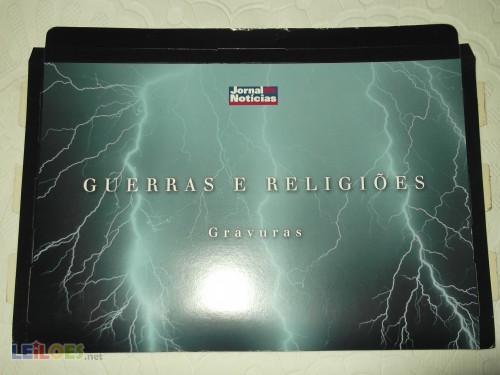 Jornal de
Notícias
GUERRAS E RELIGIÕES
Gravuras
LEILOES.net